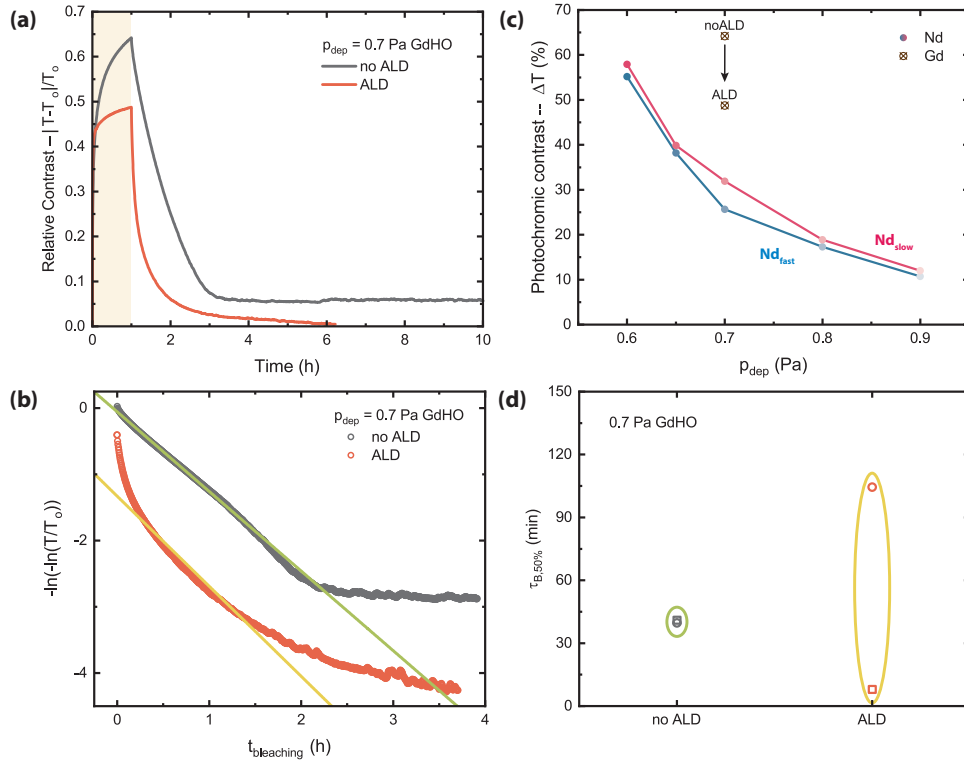 (a)
0.7
0.6
0.5
0.4
0.3
0.2
0.1
0.0
Relative Contrast – |T-Tₒ|/Tₒ
p_dep = 0.7 Pa GdHO
no ALD
ALD
0 2 4 6 8 10
Time (h)
(c)
70
60
50
40
30
20
10
0
Photochromic contrast -- ΔT (%)
noALD
ALD
Nd
Gd
Nd_fast
Nd_slow
0.6 0.7 0.8 0.9
p_dep (Pa)
(b)
0
-2
-4
-ln(-ln(T/Tₒ))
p_dep = 0.7 Pa GdHO
no ALD
ALD
0 1 2 3 4
t_bleaching (h)
(d)
150
120
90
60
30
0
τ_B,50% (min)
0.7 Pa GdHO
no ALD ALD